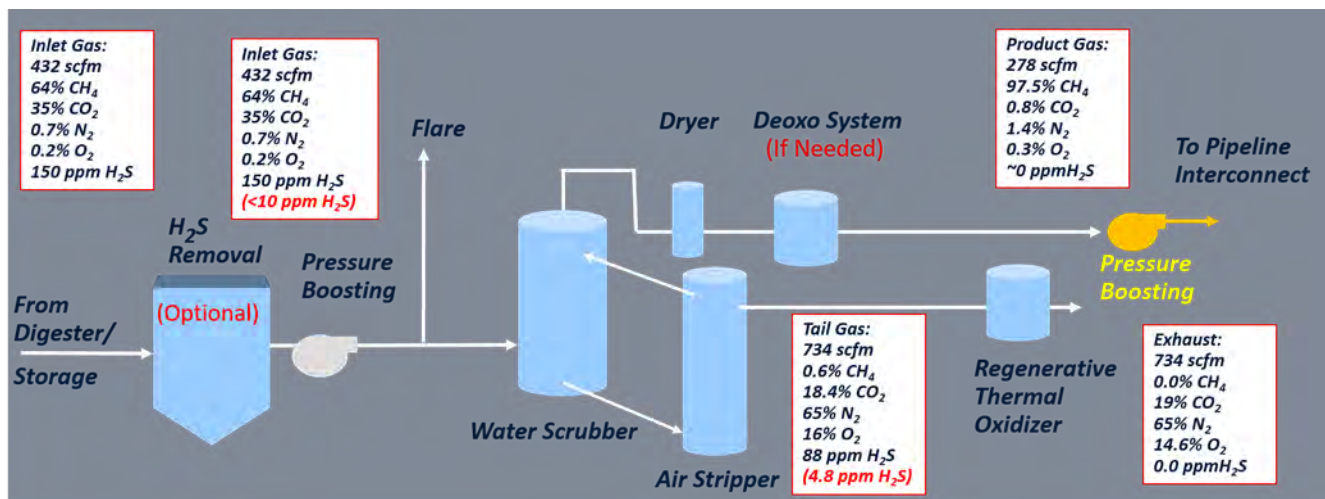 Inlet Gas:
432 scfm
64% CH₄
35% CO₂
0.7% N₂
0.2% O₂
150 ppm H₂S
Inlet Gas:
432 scfm
64% CH₄
35% CO₂
0.7% N₂
0.2% O₂
150 ppm H₂S
(<10 ppm H₂S)
Flare
Dryer
Deoxo System
(If Needed)
Product Gas:
278 scfm
97.5% CH₄
0.8% CO₂
1.4% N₂
0.3% O₂
~0 ppmH₂S
To Pipeline
Interconnect
H₂S
Removal
(Optional)
Pressure
Boosting
From
Digester/
Storage
Water Scrubber
Air Stripper
Tail Gas:
734 scfm
0.6% CH₄
18.4% CO₂
65% N₂
16% O₂
88 ppm H₂S
(4.8 ppm H₂S)
Regenerative
Thermal
Oxidizer
Pressure
Boosting
Exhaust:
734 scfm
0.0% CH₄
19% CO₂
65% N₂
14.6% O₂
0.0 ppmH₂S